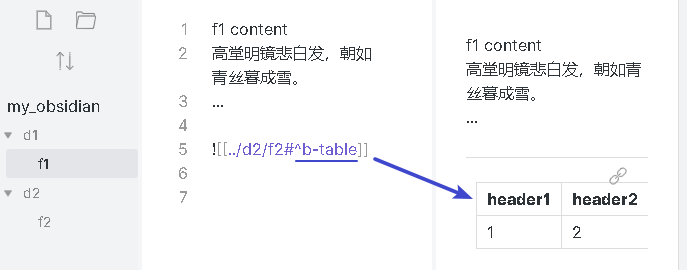 my_obsidian
d1
f1
d2
f2
1 f1 content
2 高堂明镜悲白发，朝如
青丝暮成雪。
3 ...
4
5 ![[../d2/f2#^b-table]]
6
7
f1 content
高堂明镜悲白发，朝如青
丝暮成雪。
...
header1 header2
1 2